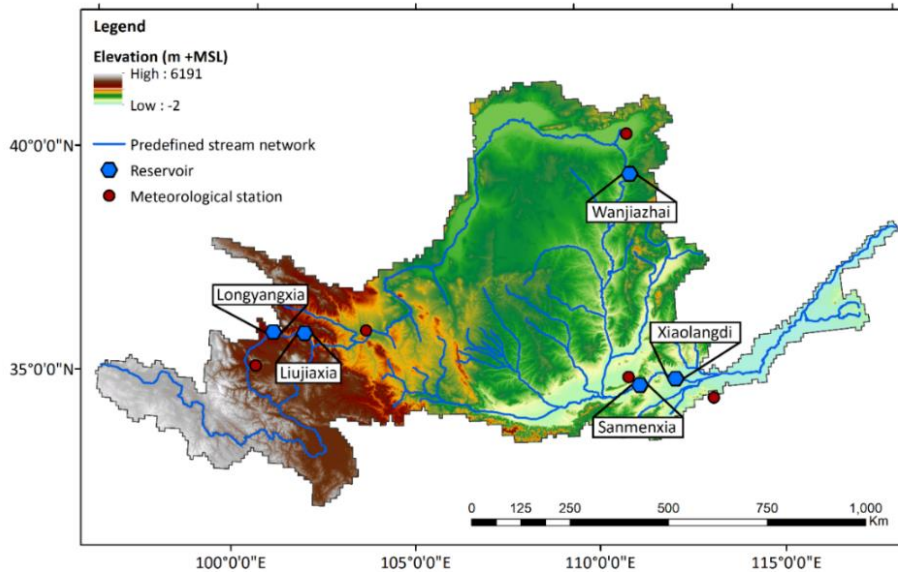 Legend
Elevation (m +MSL)
High : 6191
Low : -2
Predefined stream network
Reservoir
Meteorological station
40°0'0"N
35°0'0"N
Wanjiazhai
Longyangxia
Liujiaxia
Xiaolangdi
Sanmenxia
0 125 250 500 750 1,000
Km
100°0'0"E 105°0'0"E 110°0'0"E 115°0'0"E